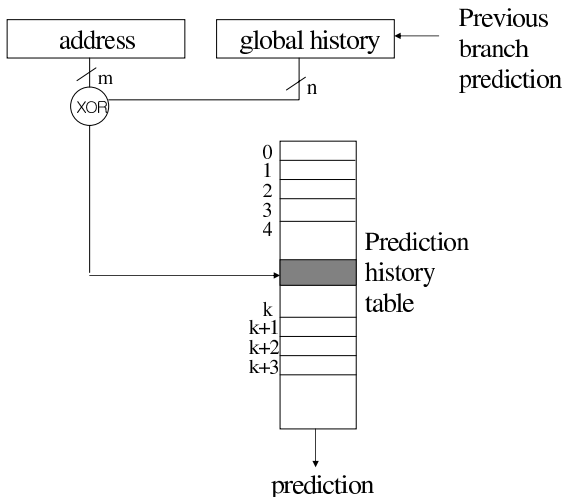 address
global history
Previous
branch
prediction
m
n
XOR
0
1
2
3
4
Prediction
history
table
k
k+1
k+2
k+3
prediction